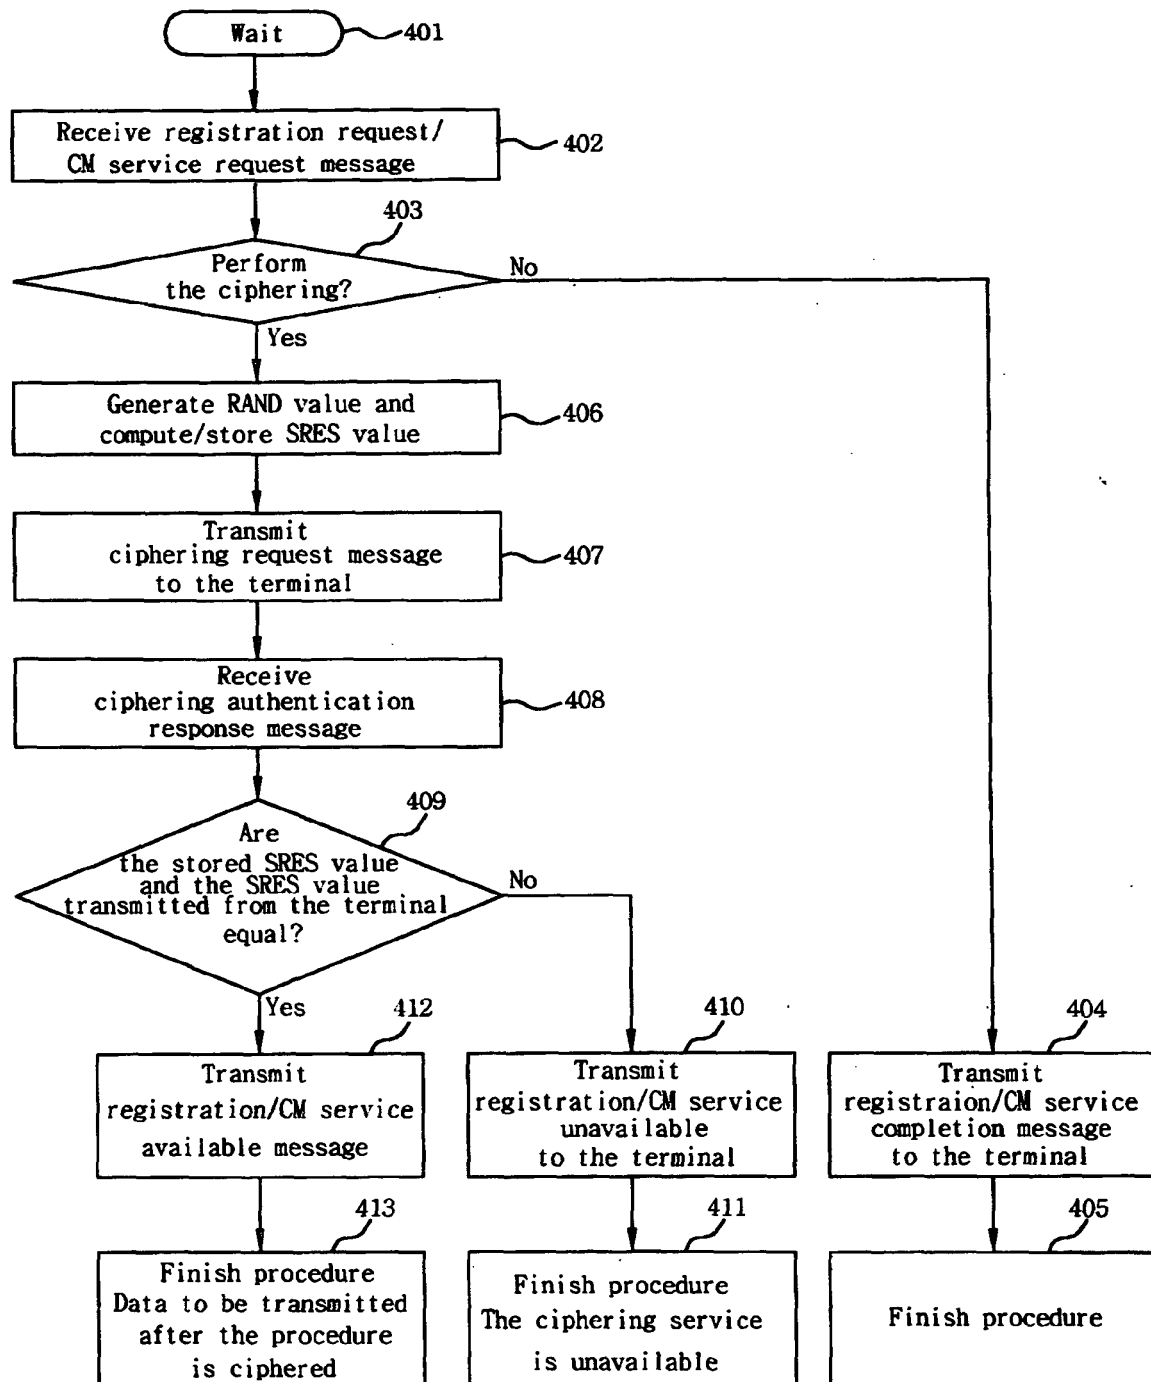 Wait
401
Receive registration request/
CM service request message
402
403
Perform
the ciphering?
No
Yes
Generate RAND value and
compute/store SRES value
406
Transmit
ciphering request message
to the terminal
407
Receive
ciphering authentication
response message
408
409
Are
the stored SRES value
and the SRES value
transmitted from the terminal
equal?
No
Yes
412
Transmit
registration/CM service
available message
410
Transmit
registration/CM service
unavailable
to the terminal
404
Transmit
registraion/CM service
completion message
to the terminal
413
Finish procedure
Data to be transmitted
after the procedure
is ciphered
411
Finish procedure
The ciphering service
is unavailable
405
Finish procedure